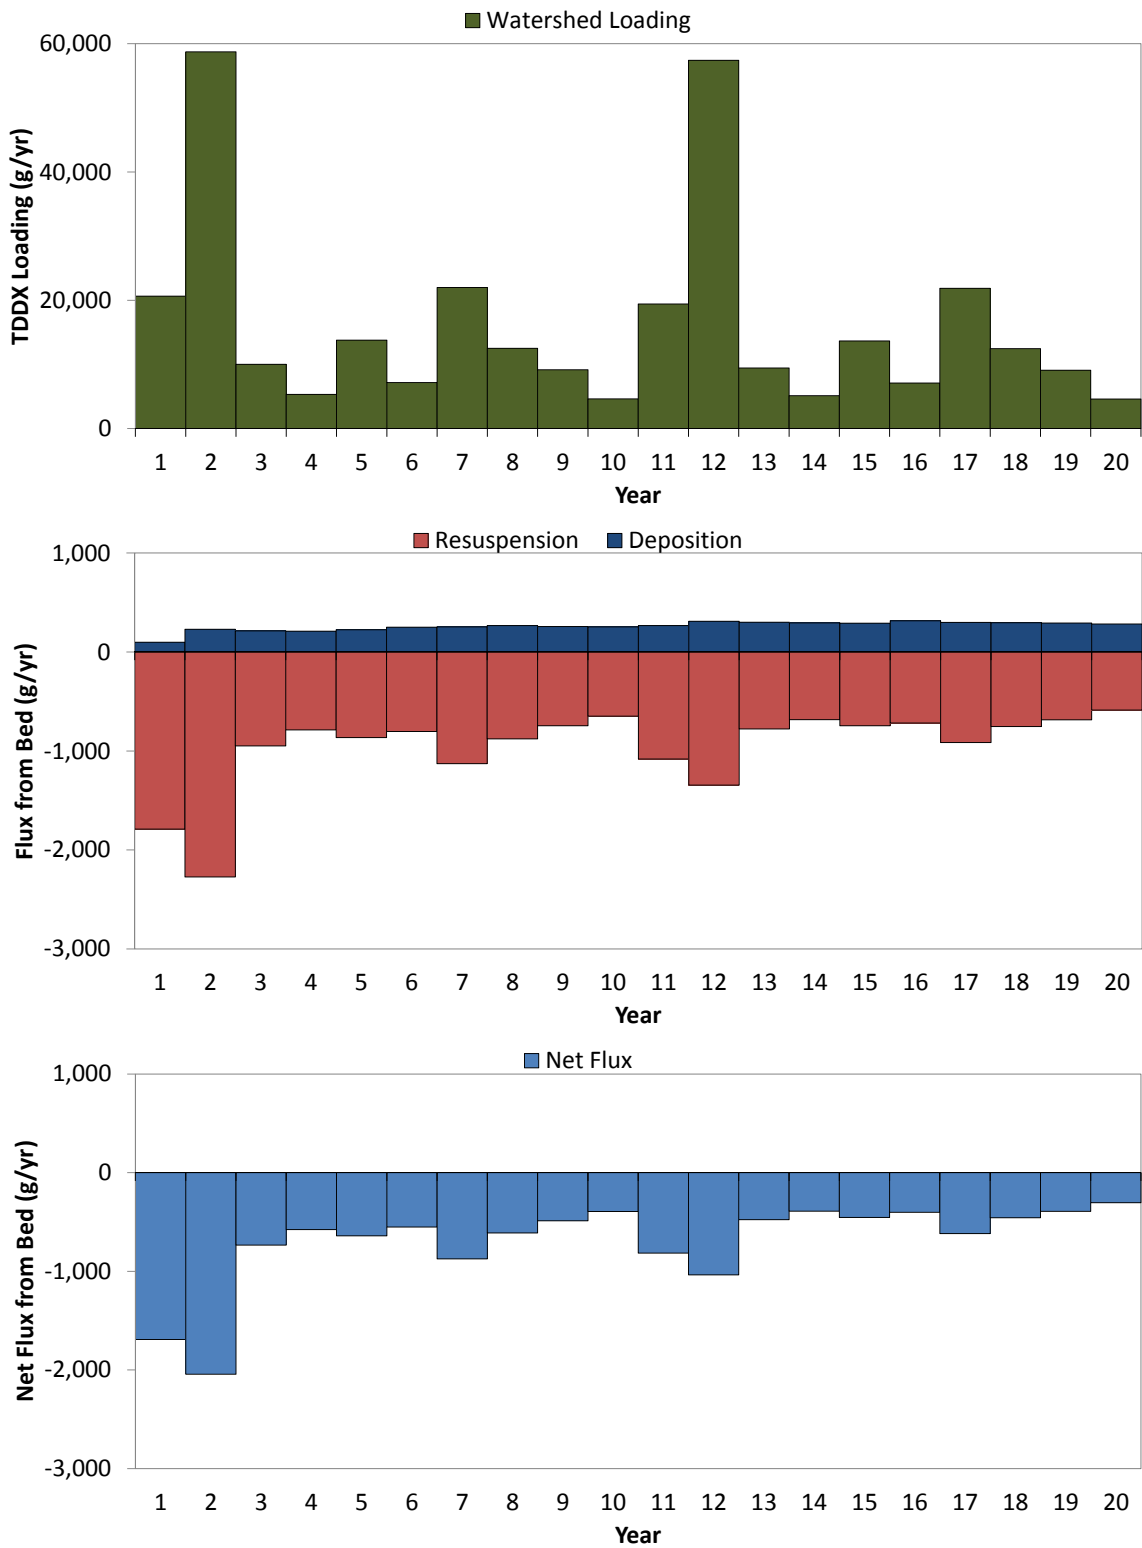 Watershed Loading
60,000
40,000
20,000
0
TDDX Loading (g/yr)
1 2 3 4 5 6 7 8 9 10 11 12 13 14 15 16 17 18 19 20
Year
Resuspension Deposition
1,000
0
-1,000
-2,000
-3,000
Flux from Bed (g/yr)
1 2 3 4 5 6 7 8 9 10 11 12 13 14 15 16 17 18 19 20
Year
Net Flux
1,000
0
-1,000
-2,000
-3,000
Net Flux from Bed (g/yr)
1 2 3 4 5 6 7 8 9 10 11 12 13 14 15 16 17 18 19 20
Year